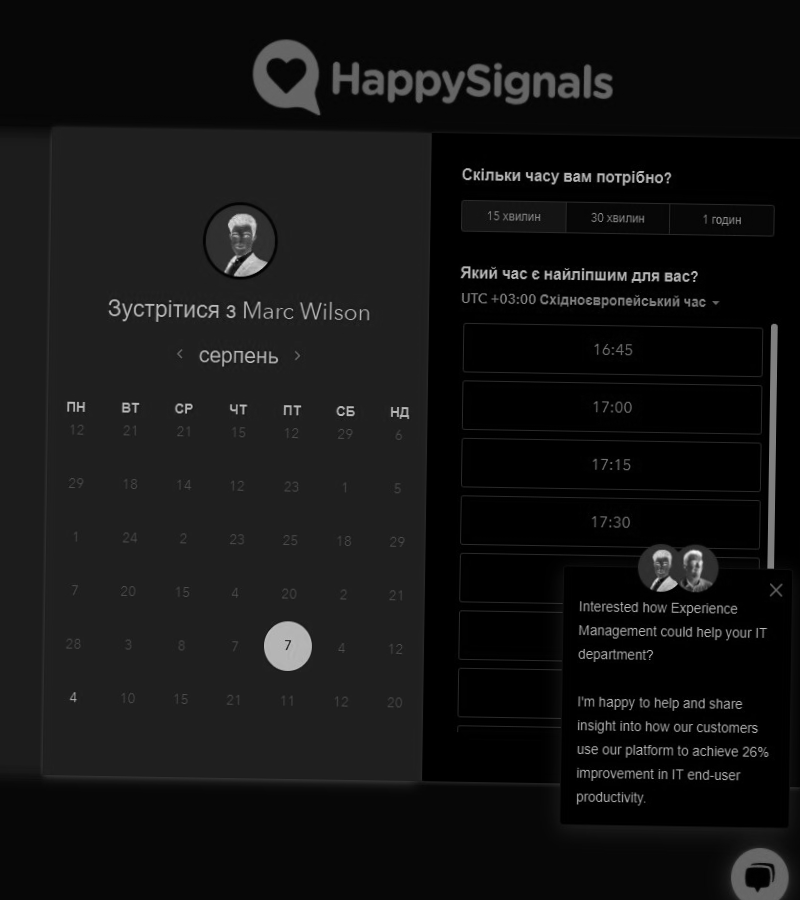 HappySignals
Зустрітися з Marc Wilson
серпень
ПН ВТ СР ЧТ ПТ СБ НД
12 21 21 15 12 29 6
29 18 14 12 23 1 5
1 24 2 23 25 18 29
7 20 15 4 20 2 21
28 3 8 7 7 4 12
4 10 15 21 11 12 20
Скільки часу вам потрібно?
15 хвилин 30 хвилин 1 годин
Який час є найліпшим для вас?
UTC +03:00 Східноєвропейський час
16:45
17:00
17:15
17:30
Interested how Experience
Management could help your IT
department?
I'm happy to help and share
insight into how our customers
use our platform to achieve 26%
improvement in IT end-user
productivity.